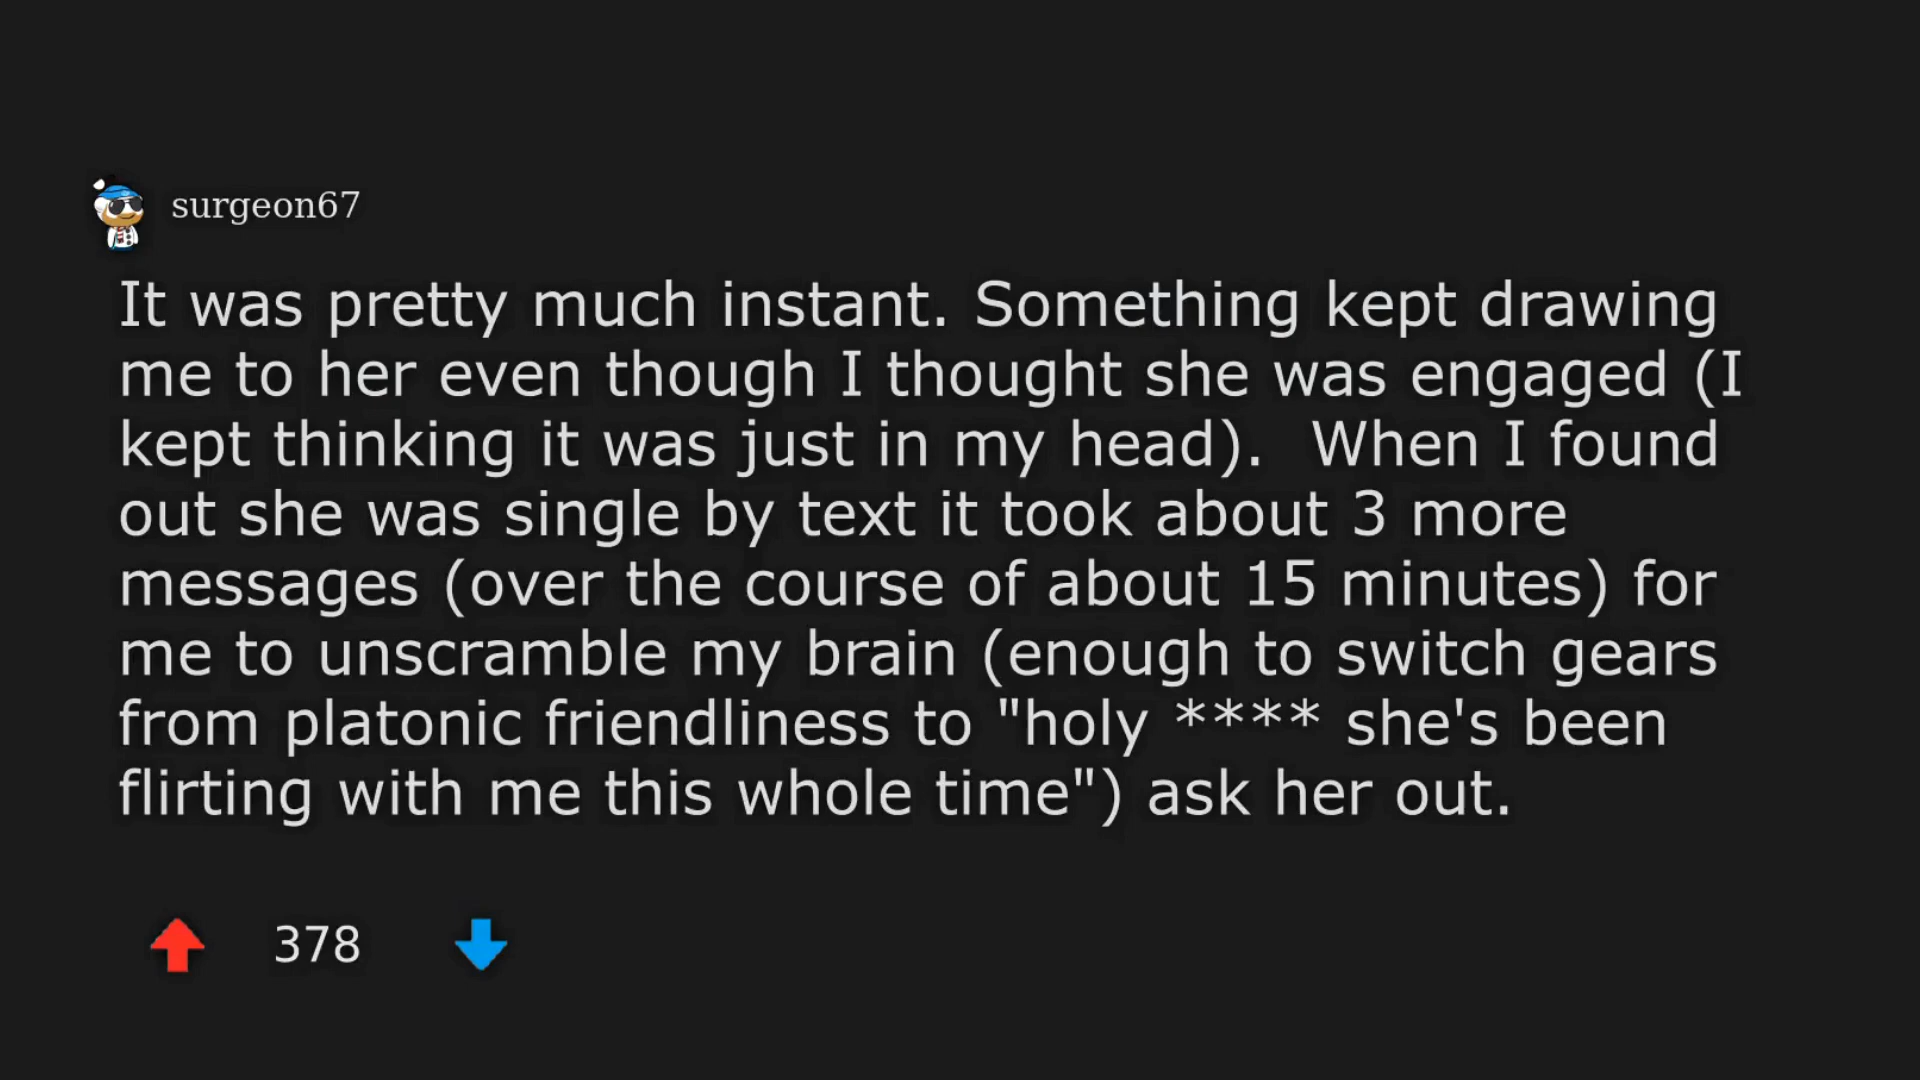 surgeon67
It was pretty much instant. Something kept drawing
me to her even though I thought she was engaged (I
kept thinking it was just in my head).  When I found
out she was single by text it took about 3 more
messages (over the course of about 15 minutes) for
me to unscramble my brain (enough to switch gears
from platonic friendliness to "holy **** she's been
flirting with me this whole time") ask her out.
378